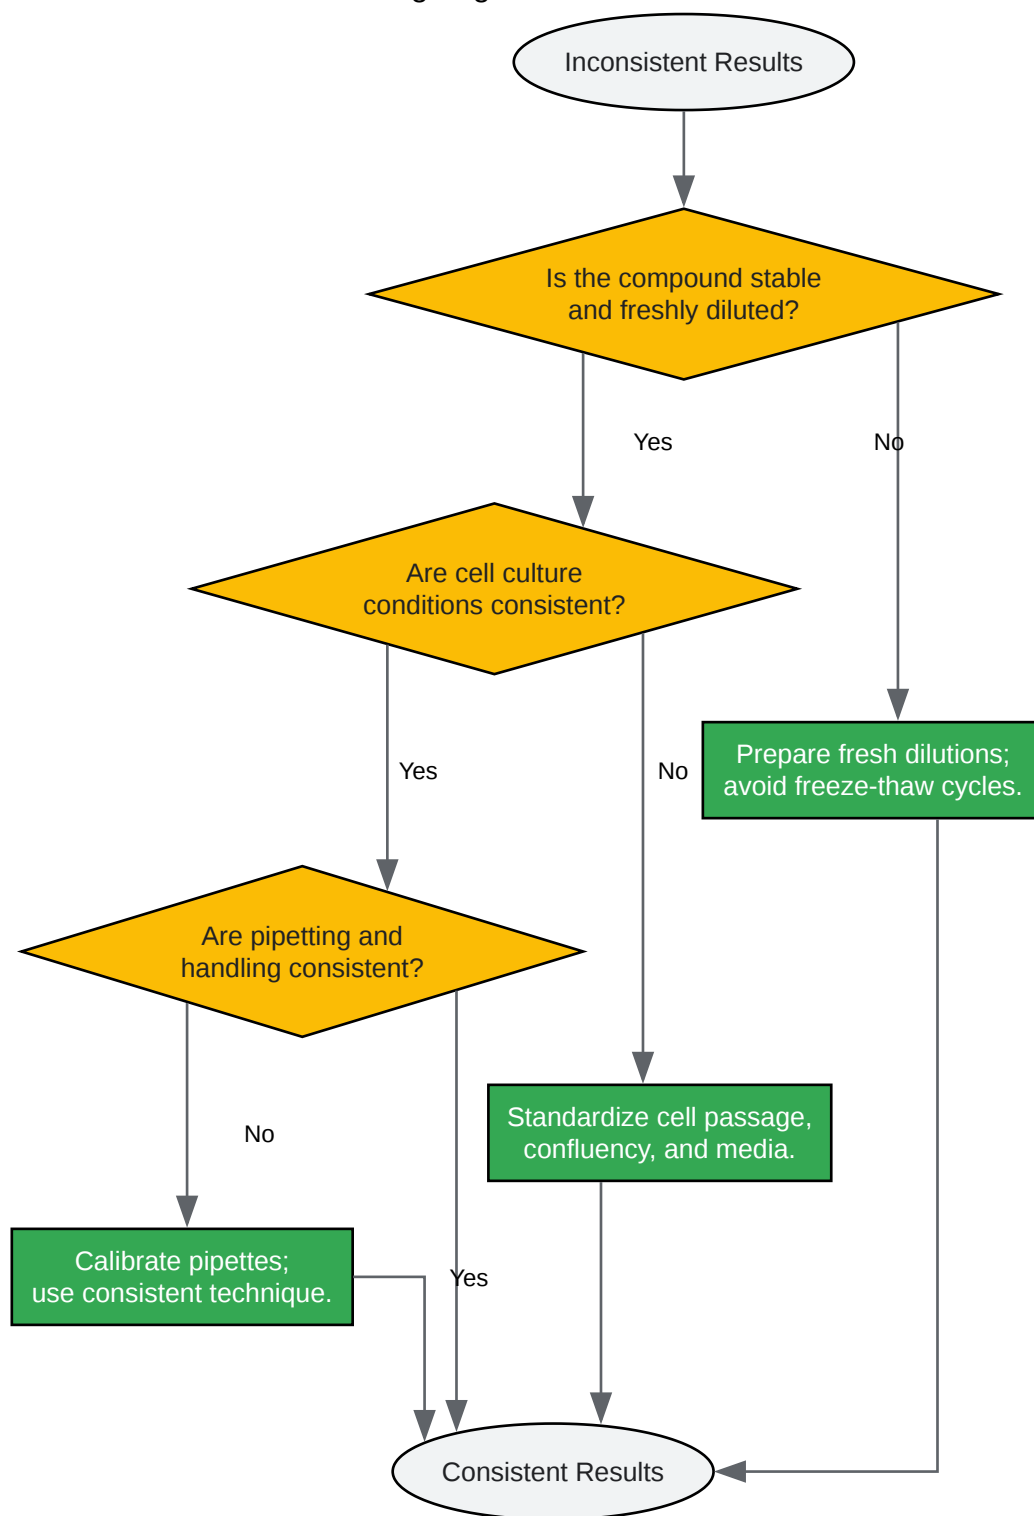 Inconsistent Results
Is the compound stable
and freshly diluted?
Yes
No
Are cell culture
conditions consistent?
Yes
No
Prepare fresh dilutions;
avoid freeze-thaw cycles.
Are pipetting and
handling consistent?
No
Standardize cell passage,
confluency, and media.
Calibrate pipettes;
use consistent technique.
Yes
Consistent Results